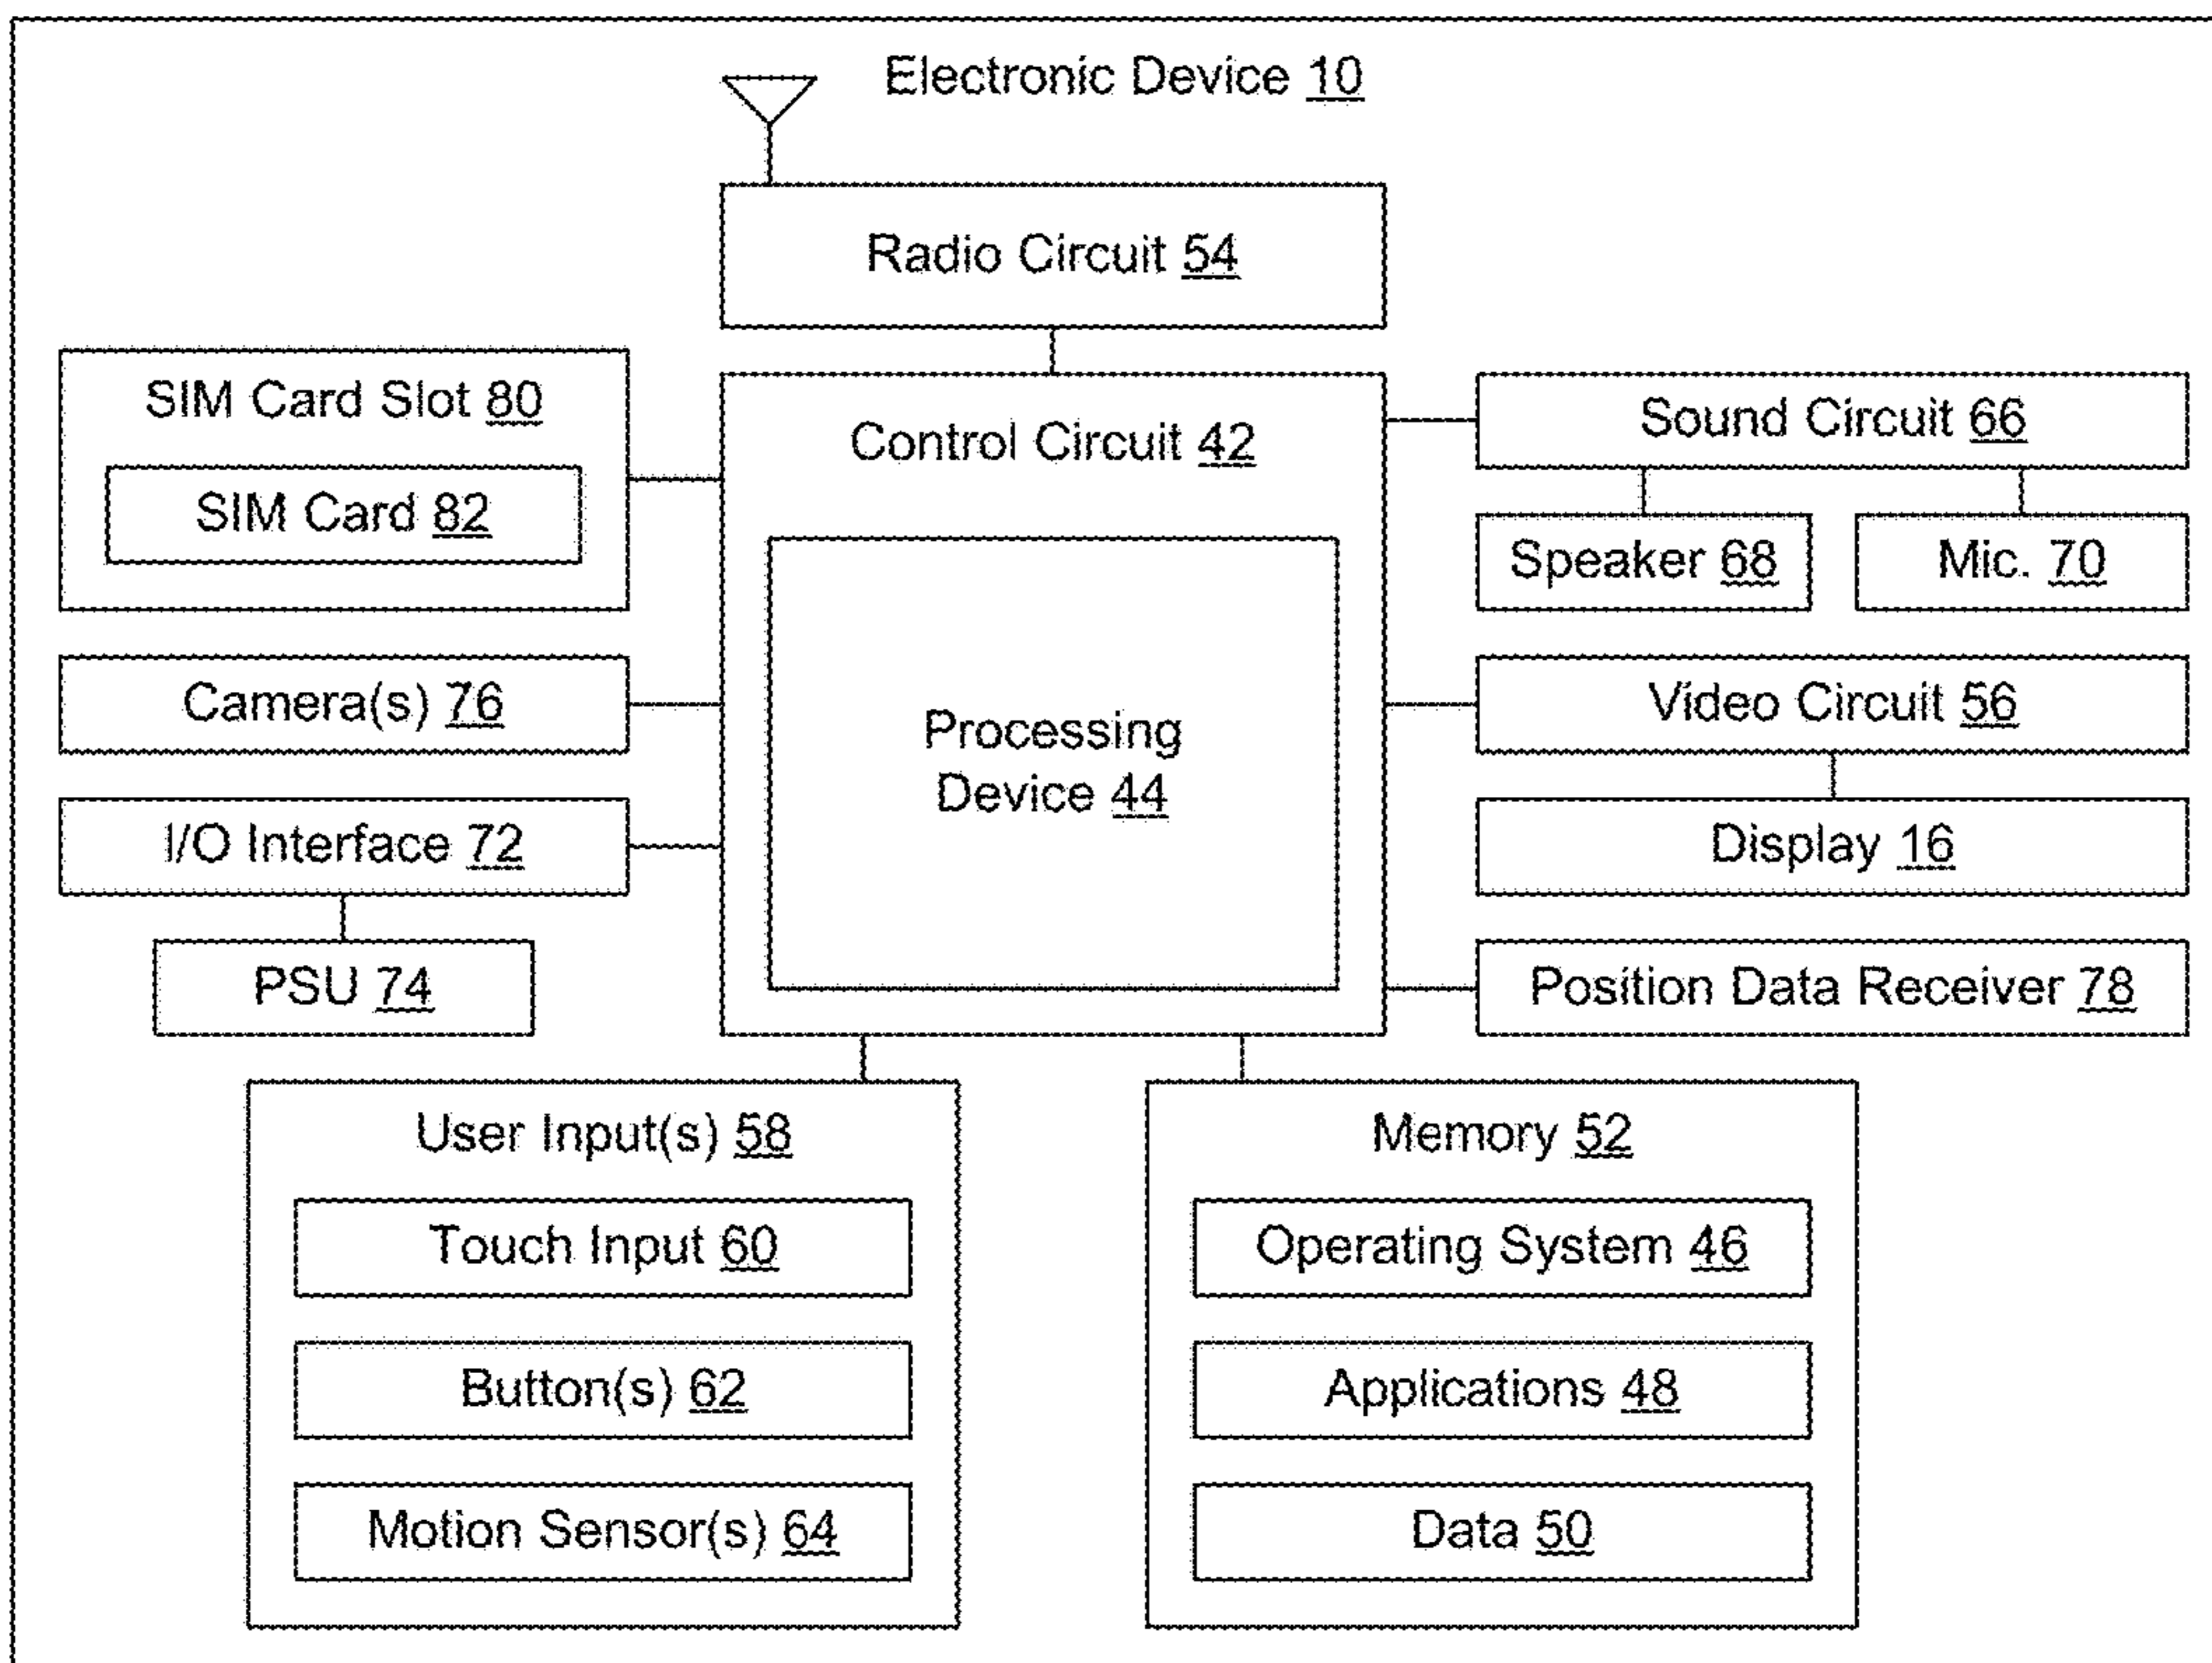 Electronic Device 10
Radio Circuit 54
SIM Card Slot 80
SIM Card 82
Control Circuit 42
Sound Circuit 66
Speaker 68
Mic. 70
Camera(s) 76
Processing
Device 44
Video Circuit 56
I/O Interface 72
Display 16
PSU 74
Position Data Receiver 78
User Input(s) 58
Touch Input 60
Button(s) 62
Motion Sensor(s) 64
Memory 52
Operating System 46
Applications 48
Data 50